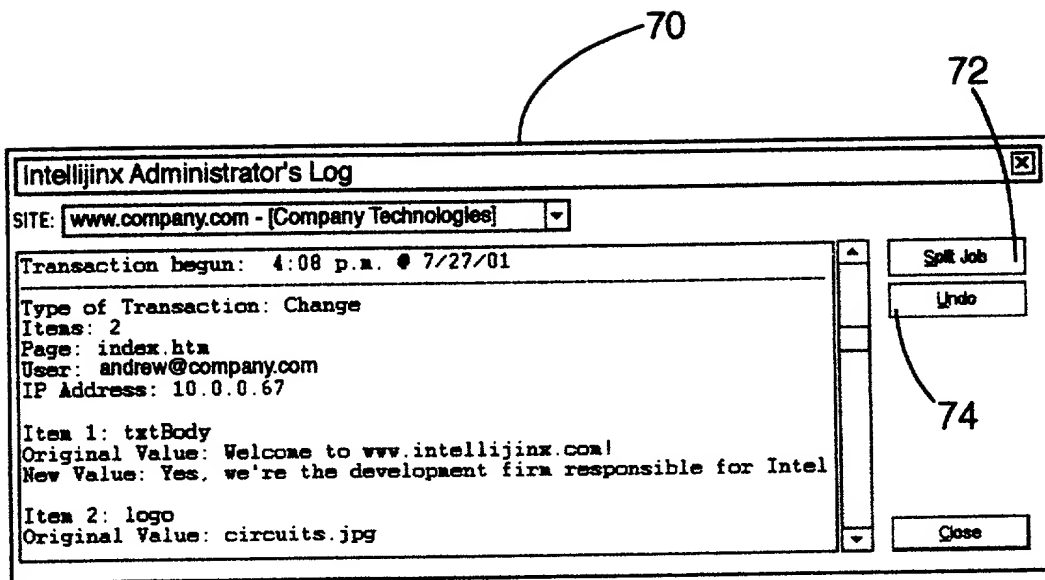 70
72
Intellijinx Administrator's Log
SITE: www.company.com - [Company Technologies]
Transaction begun: 4:08 p.m. @ 7/27/01
Split Job
Undo
Type of Transaction: Change
Items: 2
Page: index.htm
User: andrew@company.com
IP Address: 10.0.0.67
74
Item 1: txtBody
Original Value: Welcome to www.intellijinx.com!
New Value: Yes, we're the development firm responsible for Intel
Item 2: logo
Original Value: circuits.jpg
Close